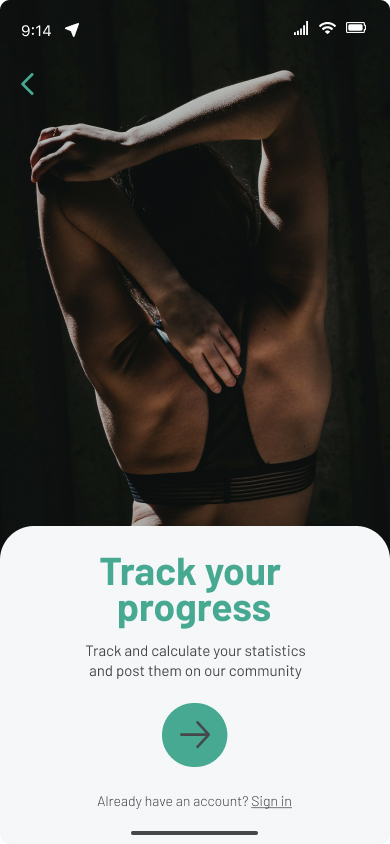 9:14
Track your
progress
Track and calculate your statistics
and post them on our community
Already have an account? Sign in